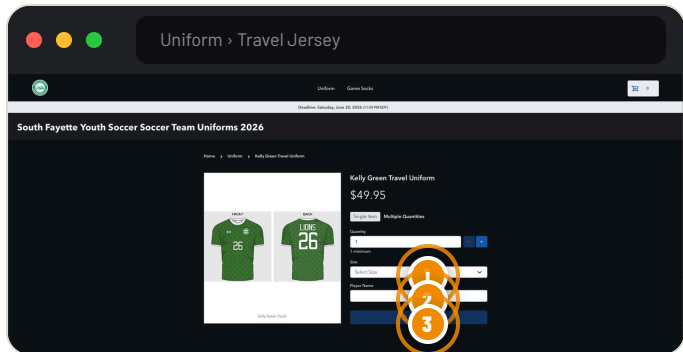 Uniform › Travel Jersey
Uniform Game Socks
0
Deadline: Saturday, June 20, 2026 (11:59 PM EDT)
South Fayette Youth Soccer Soccer Team Uniforms 2026
Home > Uniform > Kelly Green Travel Uniform
Kelly Green Travel Uniform
$49.95
Single Item Multiple Quantities
Quantity
1
- +
1 minimum
Size
Select Size
Player Name
FRONT BACK
26
LIONS
26
Kelly Green Travel
1
2
3